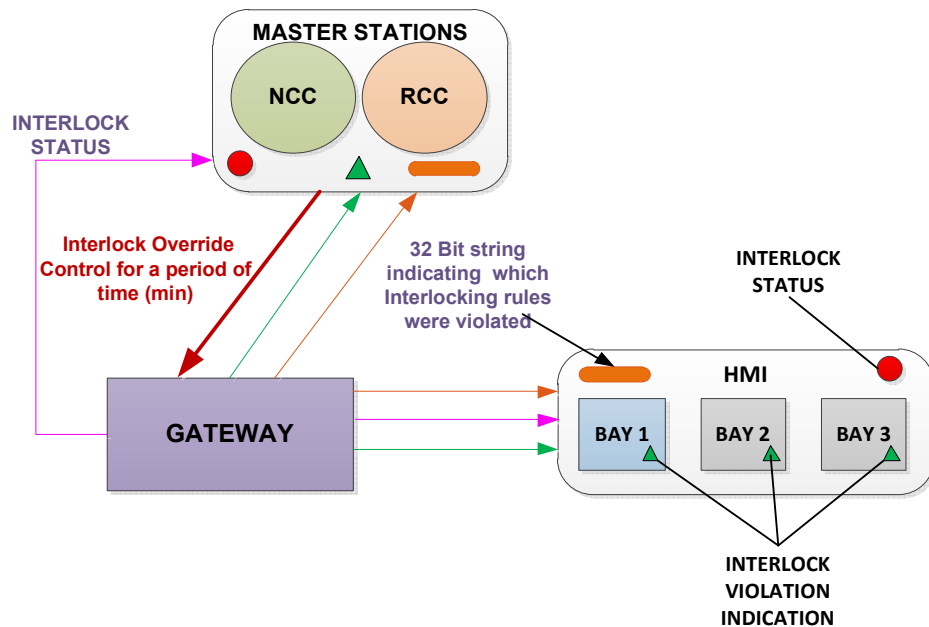 MASTER STATIONS
NCC
RCC
INTERLOCK
STATUS
Interlock Override
Control for a period of
time (min)
32 Bit string
indicating which
Interlocking rules
were violated
INTERLOCK
STATUS
GATEWAY
HMI
BAY 1
BAY 2
BAY 3
INTERLOCK
VIOLATION
INDICATION